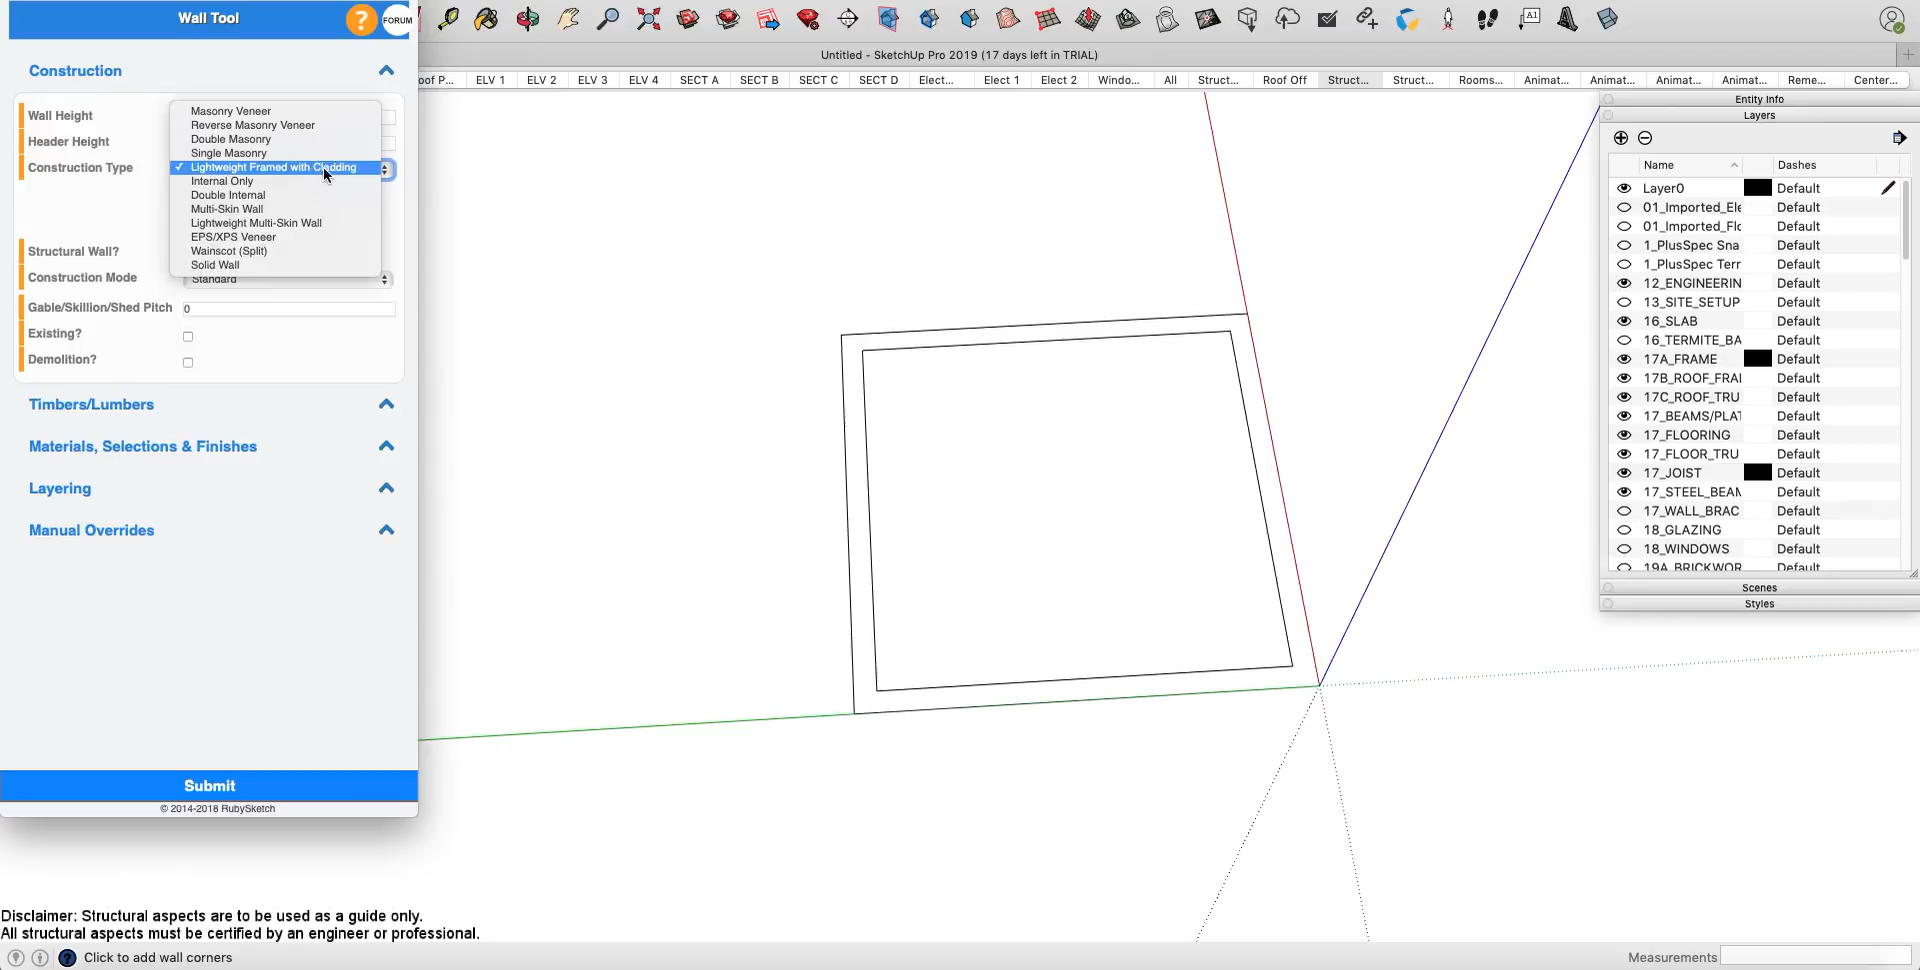 Wall Tool
?
FORUM
A1
Untitled - SketchUp Pro 2019 (17 days left in TRIAL)
oof P... ELV 1 ELV 2 ELV 3 ELV 4 SECT A SECT B SECT C SECT D Elect... Elect 1 Elect 2 Windo... All Struct... Roof Off Struct... Struct... Rooms... Animat... Animat... Animat... Animat... Reme... Center...
Construction
Wall Height
Header Height
Construction Type
Masonry Veneer
Reverse Masonry Veneer
Double Masonry
Single Masonry
✓ Lightweight Framed with Cladding
Internal Only
Double Internal
Multi-Skin Wall
Lightweight Multi-Skin Wall
EPS/XPS Veneer
Wainscot (Split)
Solid Wall
Structural Wall?
Construction Mode Standard
Gable/Skillion/Shed Pitch 0
Existing?
Demolition?
Timbers/Lumbers
Materials, Selections & Finishes
Layering
Manual Overrides
Submit
© 2014-2018 RubySketch
Entity Info
Layers
Name Dashes
Layer0 Default
01_Imported_Ele Default
01_Imported_Flo Default
1_PlusSpec Sna Default
1_PlusSpec Terr Default
12_ENGINEERIN Default
13_SITE_SETUP Default
16_SLAB Default
16_TERMITE_BA Default
17A_FRAME Default
17B_ROOF_FRAI Default
17C_ROOF_TRU Default
17_BEAMS/PLAT Default
17_FLOORING Default
17_FLOOR_TRU Default
17_JOIST Default
17_STEEL_BEAM Default
17_WALL_BRAC Default
18_GLAZING Default
18_WINDOWS Default
19A_BRICKWOR Default
Scenes
Styles
Disclaimer: Structural aspects are to be used as a guide only.
All structural aspects must be certified by an engineer or professional.
? Click to add wall corners
Measurements